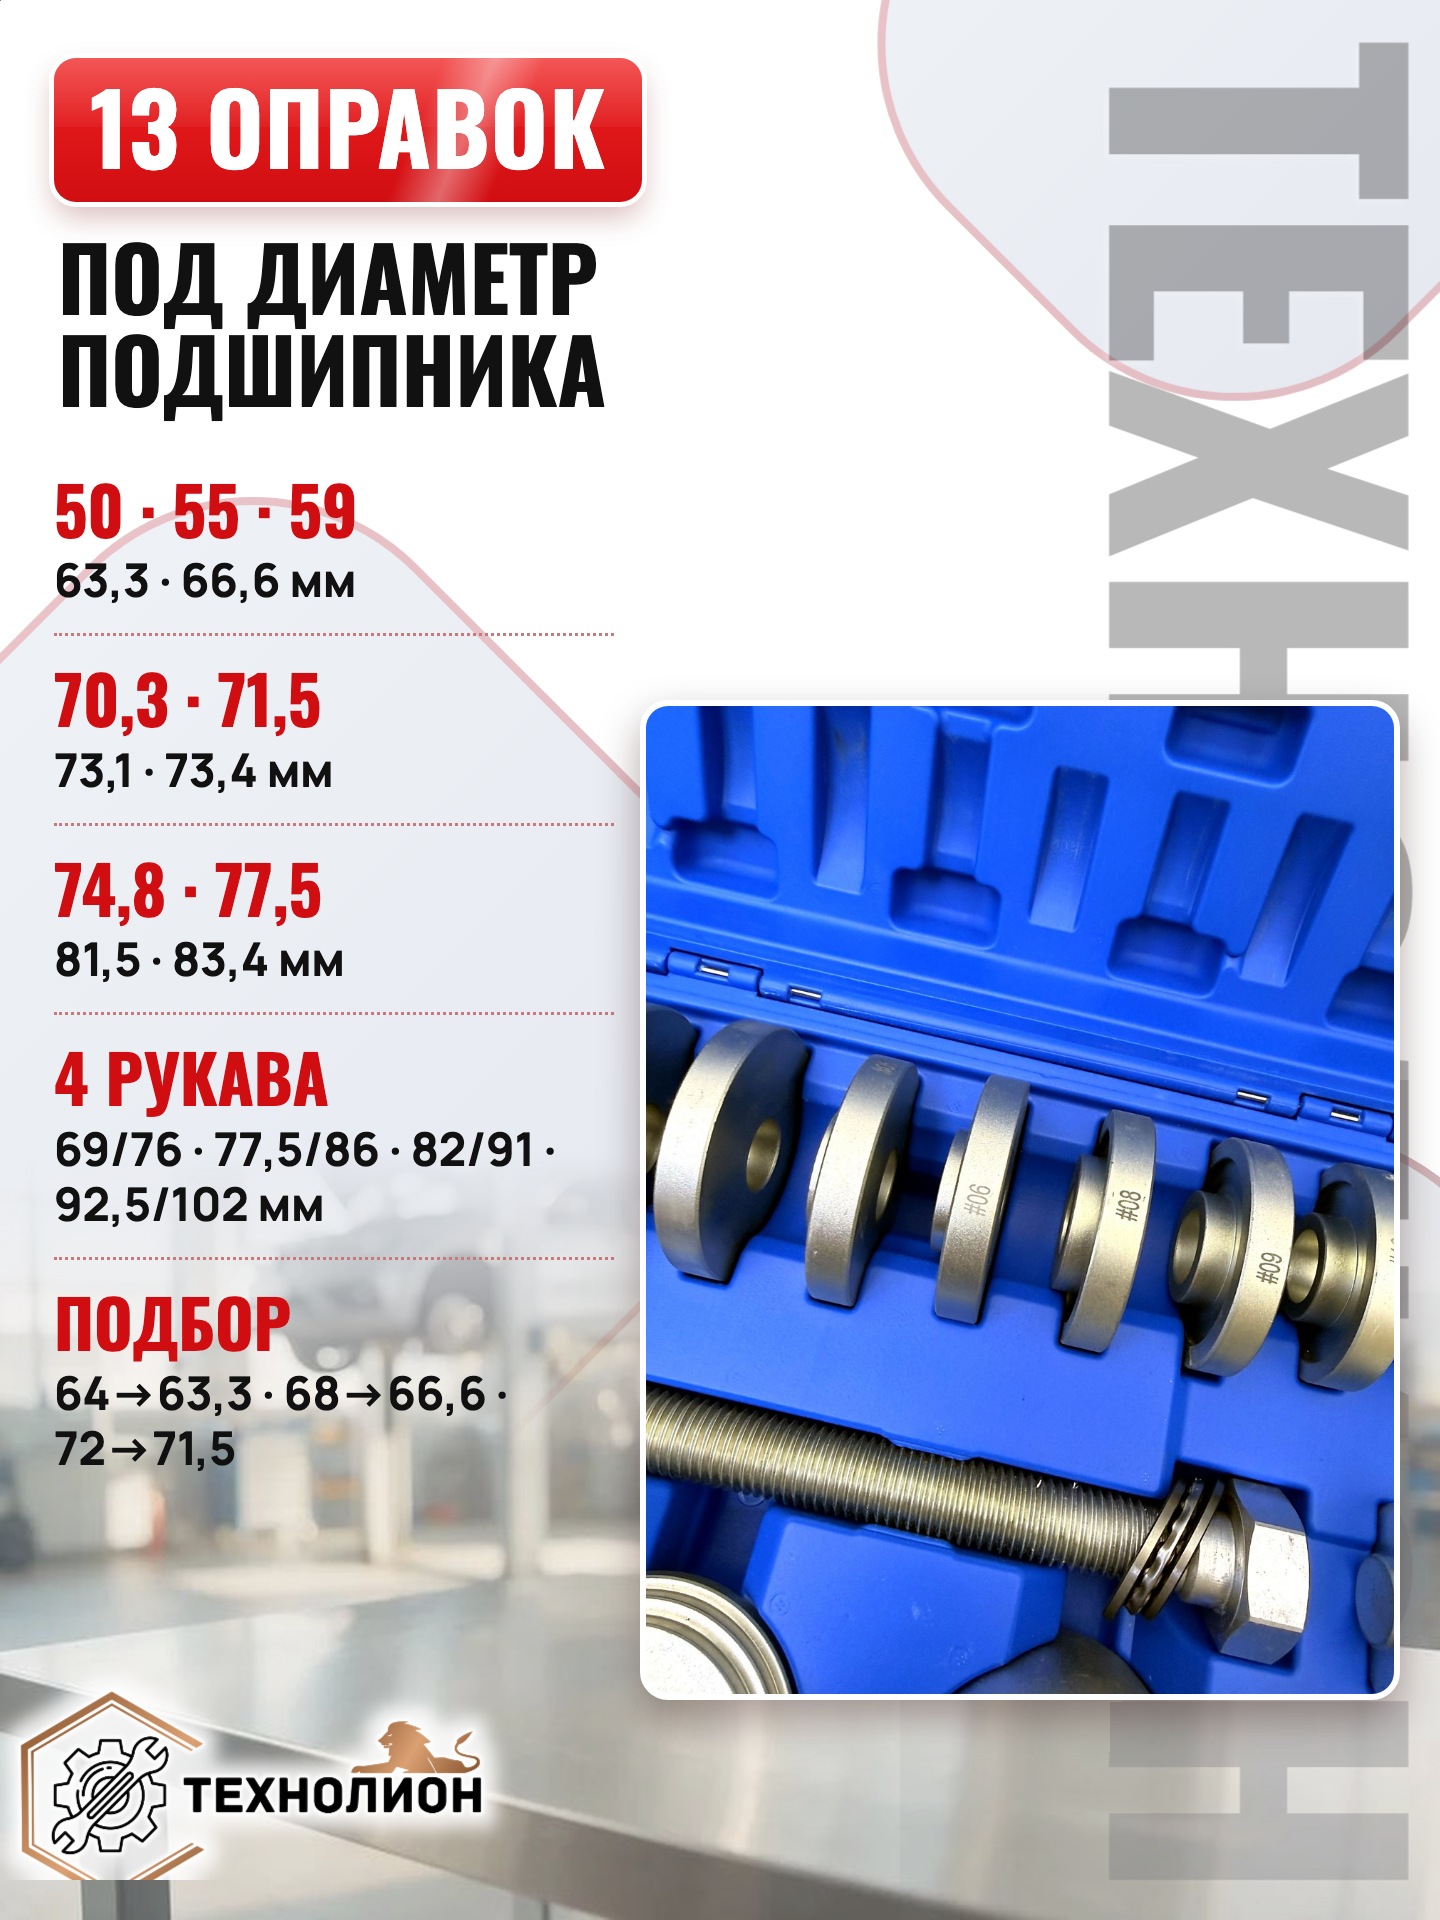 13 ОПРАВОК
ПОД ДИАМЕТР
ПОДШИПНИКА
50 · 55 · 59
63,3 · 66,6 мм
70,3 · 71,5
73,1 · 73,4 мм
74,8 · 77,5
81,5 · 83,4 мм
4 РУКАВА
69/76 · 77,5/86 · 82/91 ·
92,5/102 мм
ПОДБОР
64→63,3 · 68→66,6 ·
72→71,5
#06
#08
#09
ТЕХНОЛИОН